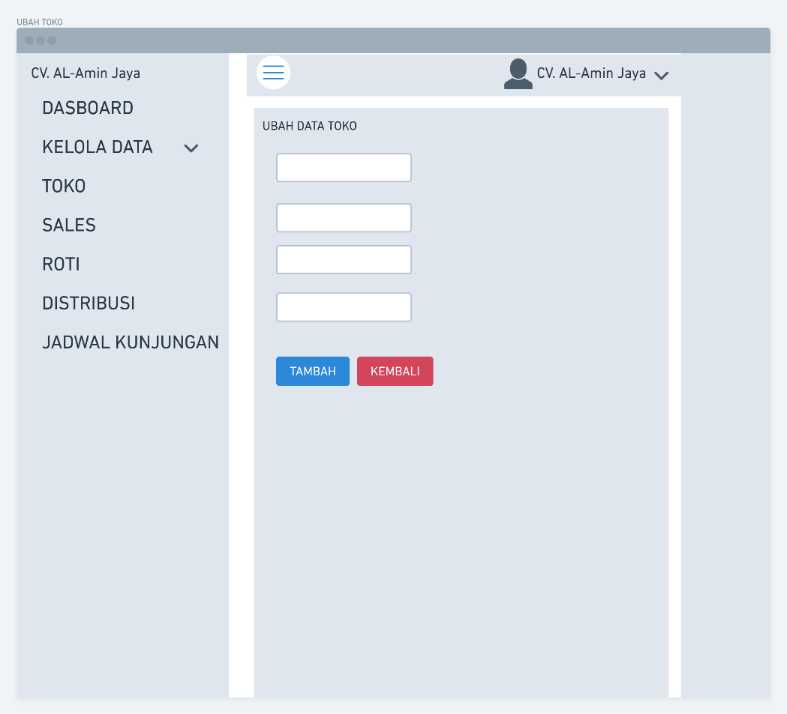 UBAH TOKO
CV. AL-Amin Jaya
DASBOARD
KELOLA DATA
TOKO
SALES
ROTI
DISTRIBUSI
JADWAL KUNJUNGAN
CV. AL-Amin Jaya
UBAH DATA TOKO
TAMBAH
KEMBALI